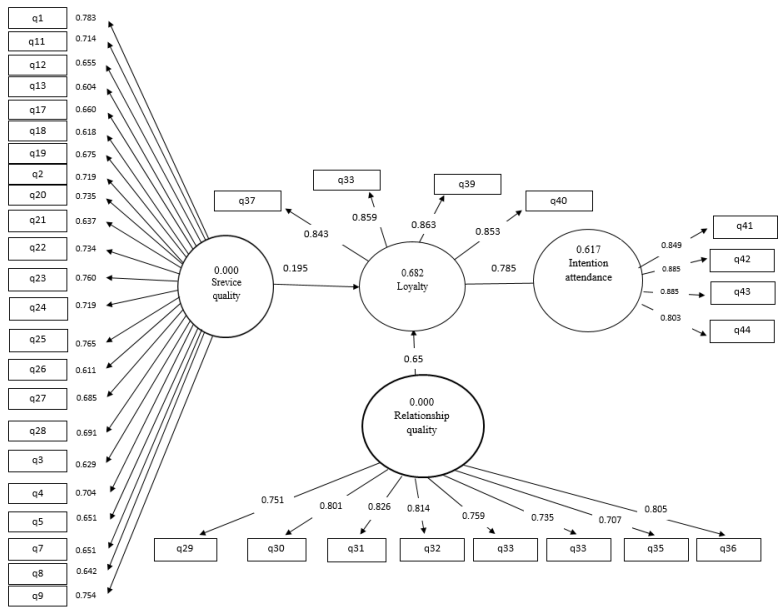 q1 0.783
q11 0.714
q12 0.655
q13 0.604
q17 0.660
q18 0.618
q19 0.675
q2 0.719
q20 0.735
q21 0.637
q22 0.734
q23 0.760
q24 0.719
q25 0.765
q26 0.611
q27 0.685
q28 0.691
q3 0.629
q4 0.704
q5 0.651
q7 0.651
q8 0.642
q9 0.754
0.000
Srevice
quality
0.195
q37
q33
q39
q40
0.843
0.859
0.863
0.853
0.682
Loyalty
0.785
0.617
Intention
attendance
0.849
0.885
0.885
0.803
q41
q42
q43
q44
0.65
0.000
Relationship
quality
0.751
0.801
0.826
0.814
0.759
0.735
0.707
0.805
q29
q30
q31
q32
q33
q33
q35
q36